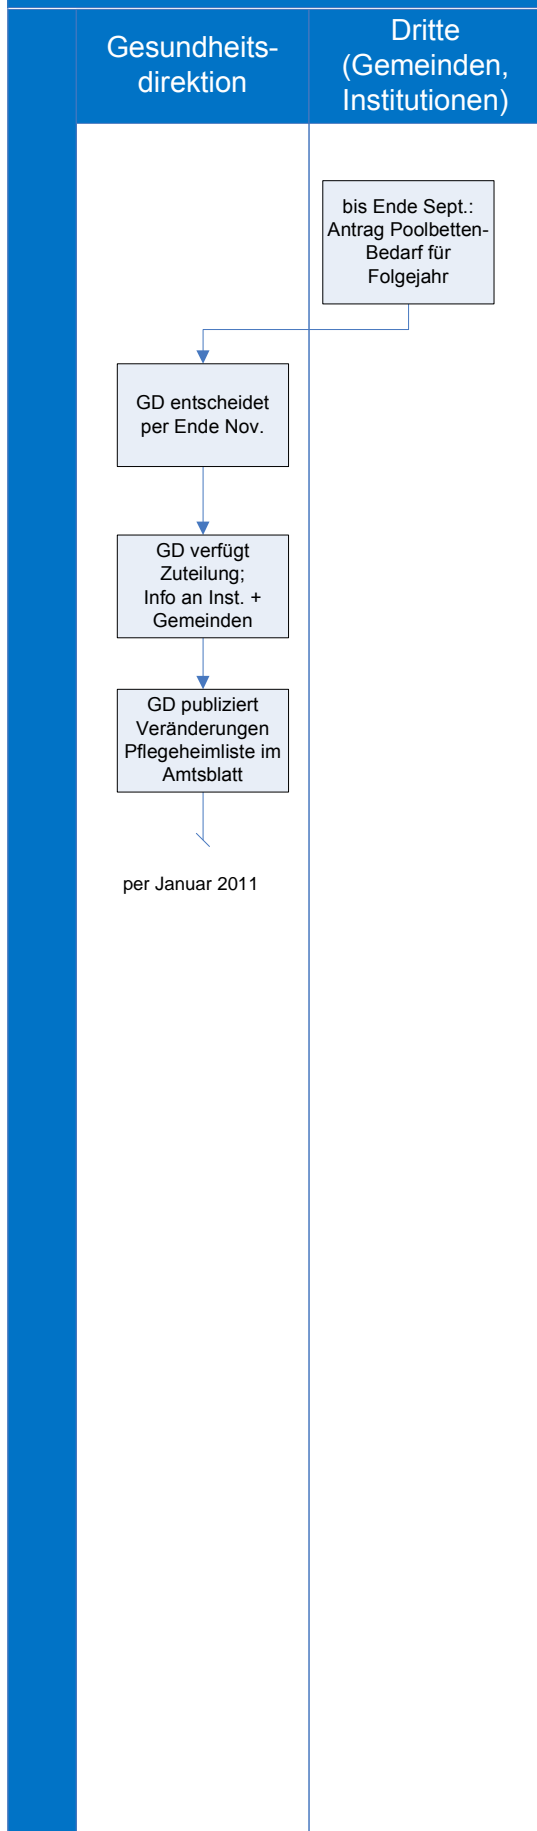 Gesundheits-
direktion
Dritte
(Gemeinden,
Institutionen)
bis Ende Sept.:
Antrag Poolbetten-
Bedarf für
Folgejahr
GD entscheidet
per Ende Nov.
GD verfügt
Zuteilung;
Info an Inst. +
Gemeinden
GD publiziert
Veränderungen
Pflegeheimliste im
Amtsblatt
per Januar 2011